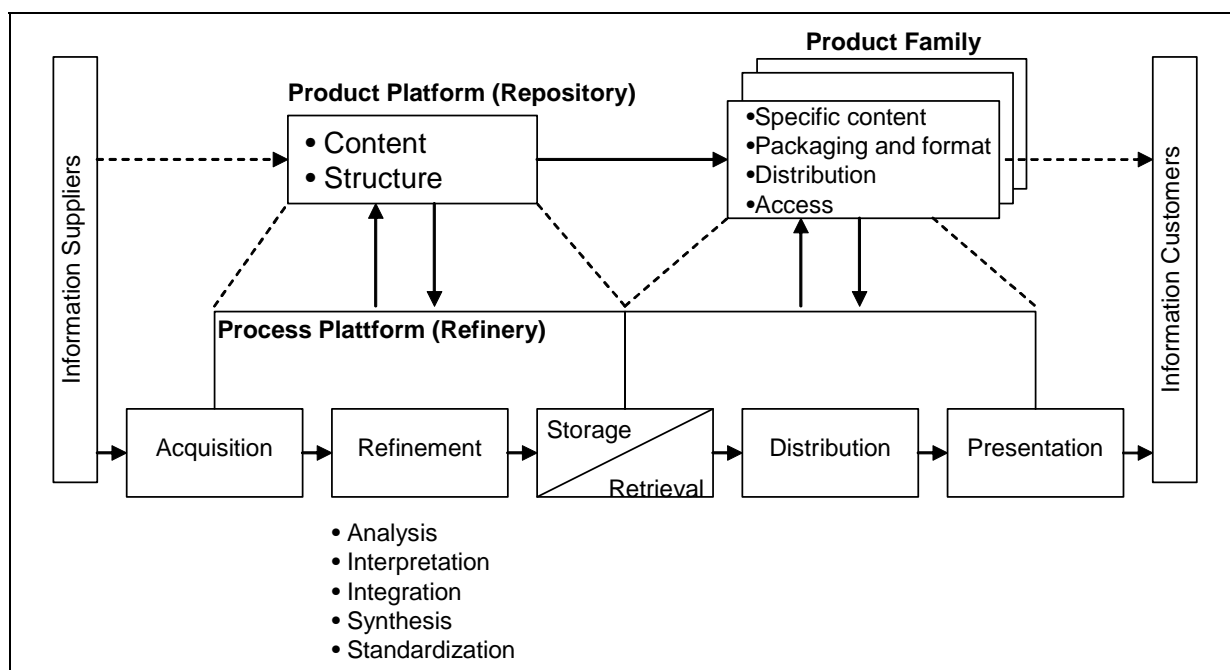 Product Family
Product Platform (Repository)
Information Suppliers
• Content
• Structure
•Specific content
•Packaging and format
•Distribution
•Access
Information Customers
Process Plattform (Refinery)
Acquisition
Refinement
Storage
Retrieval
Distribution
Presentation
• Analysis
• Interpretation
• Integration
• Synthesis
• Standardization